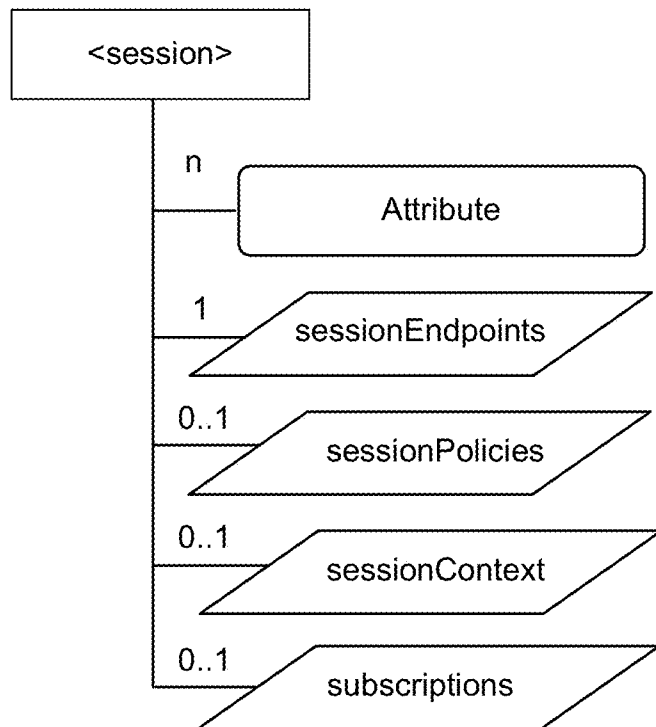 <session>
n
Attribute
1
sessionEndpoints
0..1
sessionPolicies
0..1
sessionContext
0..1
subscriptions